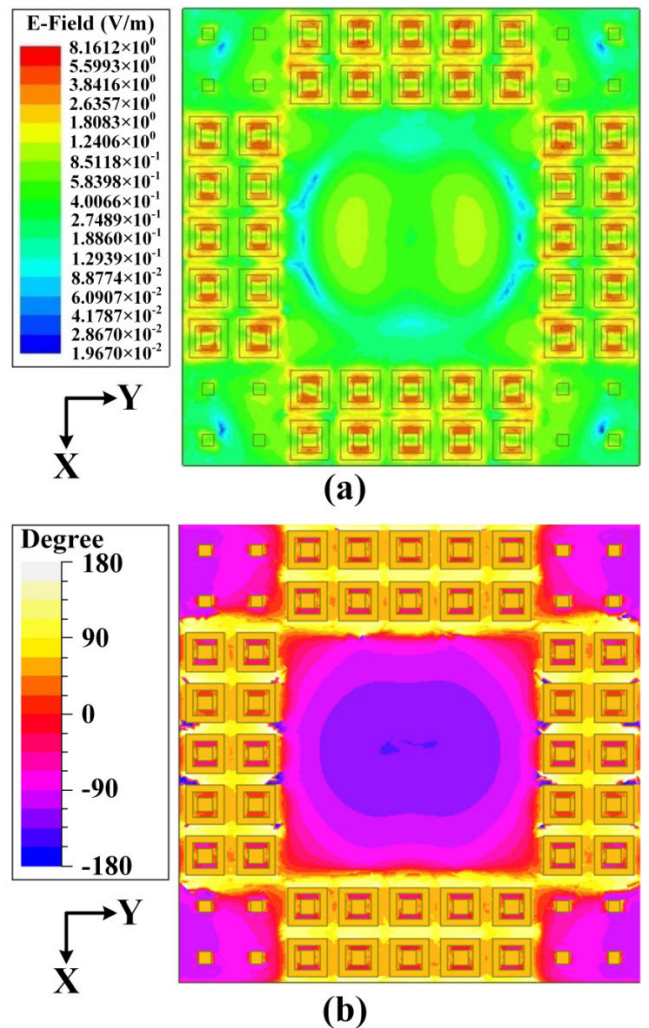 E-Field (V/m)
8.1612×10⁰
5.5993×10⁰
3.8416×10⁰
2.6357×10⁰
1.8083×10⁰
1.2406×10⁰
8.5118×10⁻¹
5.8398×10⁻¹
4.0066×10⁻¹
2.7489×10⁻¹
1.8860×10⁻¹
1.2939×10⁻¹
8.8774×10⁻²
6.0907×10⁻²
4.1787×10⁻²
2.8670×10⁻²
1.9670×10⁻²
Y
X
(a)
Degree
180
90
0
-90
-180
Y
X
(b)